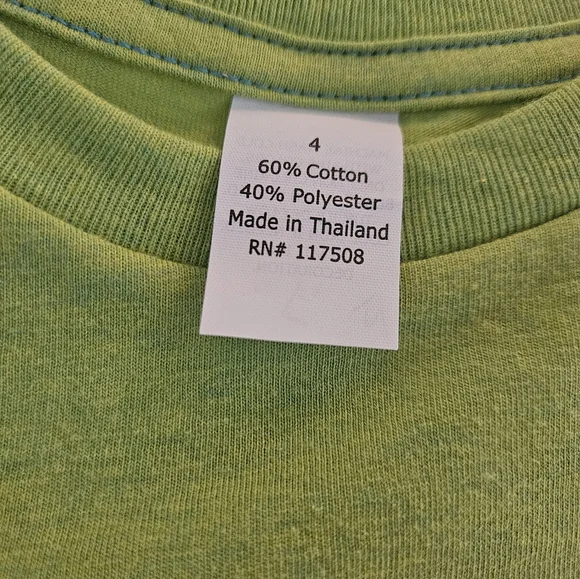 4
60% Cotton
40% Polyester
Made in Thailand
RN# 117508